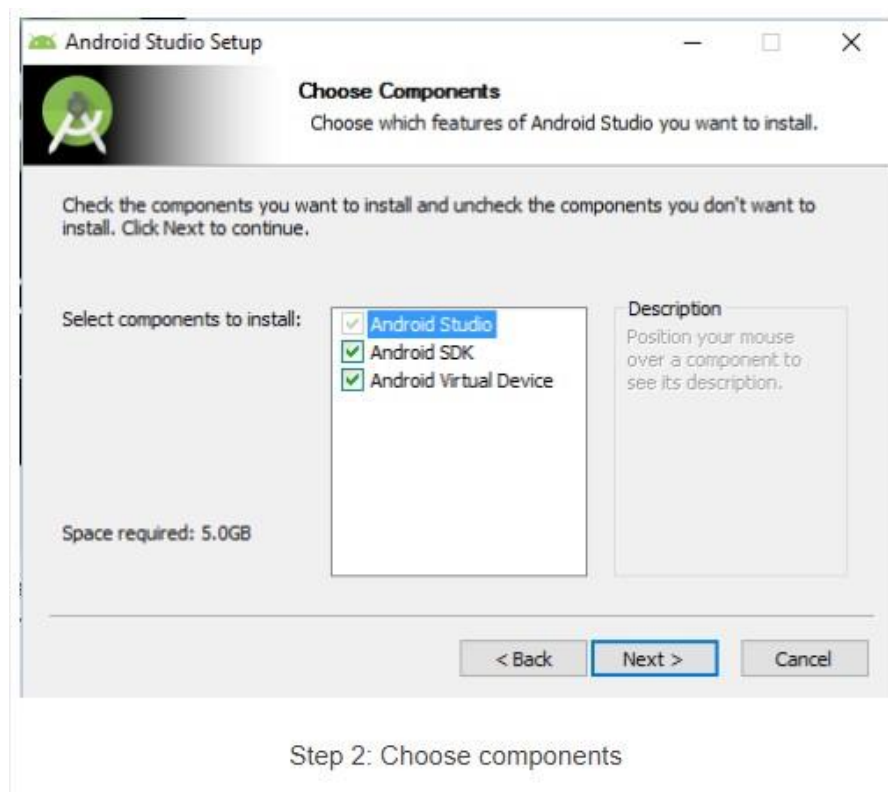 Android Studio Setup
Choose Components
Choose which features of Android Studio you want to install.
Check the components you want to install and uncheck the components you don't want to
install. Click Next to continue.
Select components to install:
Android Studio
Android SDK
Android Virtual Device
Description
Position your mouse
over a component to
see its description.
Space required: 5.0GB
< Back
Next >
Cancel
Step 2: Choose components